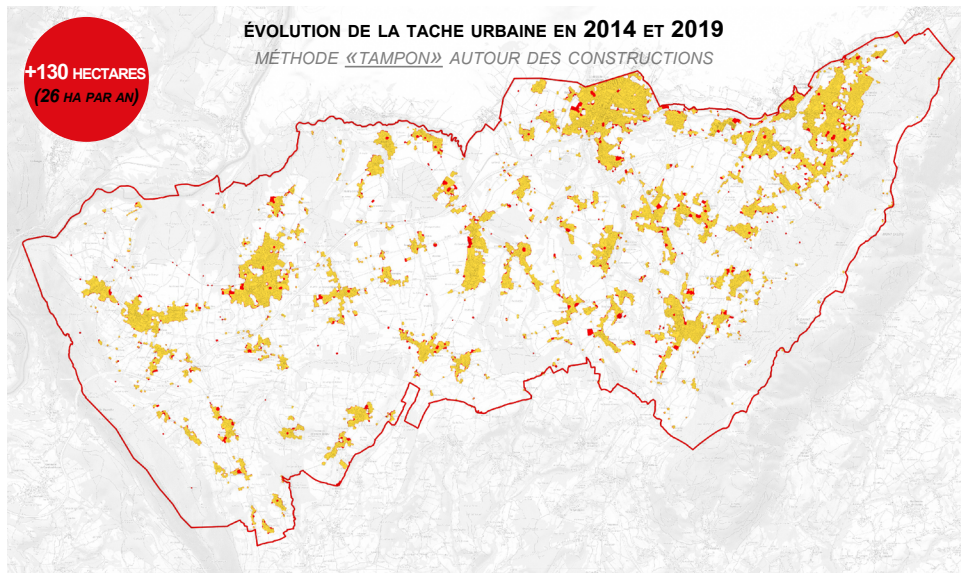 ÉVOLUTION DE LA TACHE URBAINE EN 2014 ET 2019
MÉTHODE «TAMPON» AUTOUR DES CONSTRUCTIONS
+130 HECTARES
(26 HA PAR AN)